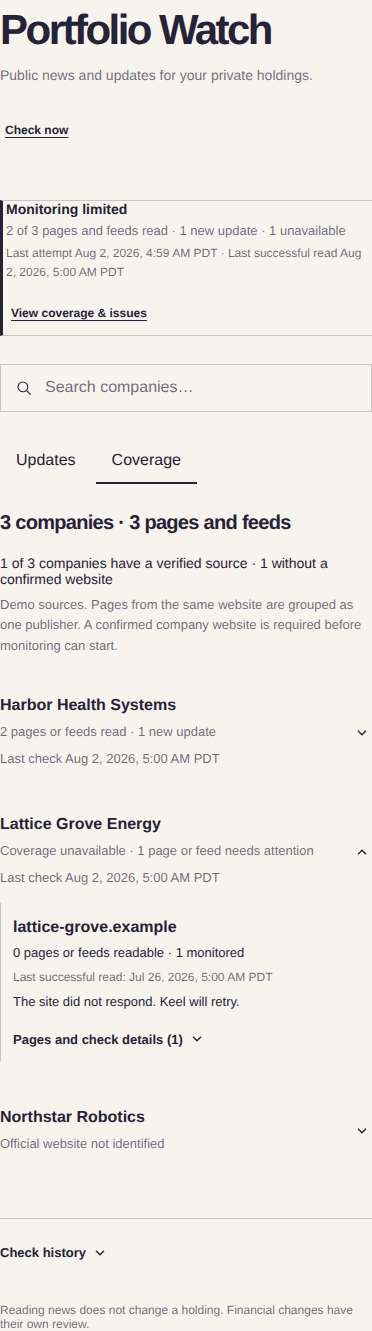 Portfolio Watch
Public news and updates for your private holdings.
Check now
Monitoring limited
2 of 3 pages and feeds read · 1 new update · 1 unavailable
Last attempt Aug 2, 2026, 4:59 AM PDT · Last successful read Aug
2, 2026, 5:00 AM PDT
View coverage & issues
Search companies…
Updates
Coverage
3 companies · 3 pages and feeds
1 of 3 companies have a verified source · 1 without a
confirmed website
Demo sources. Pages from the same website are grouped as
one publisher. A confirmed company website is required before
monitoring can start.
Harbor Health Systems
2 pages or feeds read · 1 new update
Last check Aug 2, 2026, 5:00 AM PDT
Lattice Grove Energy
Coverage unavailable · 1 page or feed needs attention
Last check Aug 2, 2026, 5:00 AM PDT
lattice-grove.example
0 pages or feeds readable · 1 monitored
Last successful read: Jul 26, 2026, 5:00 AM PDT
The site did not respond. Keel will retry.
Pages and check details (1)
Northstar Robotics
Official website not identified
Check history
Reading news does not change a holding. Financial changes have
their own review.